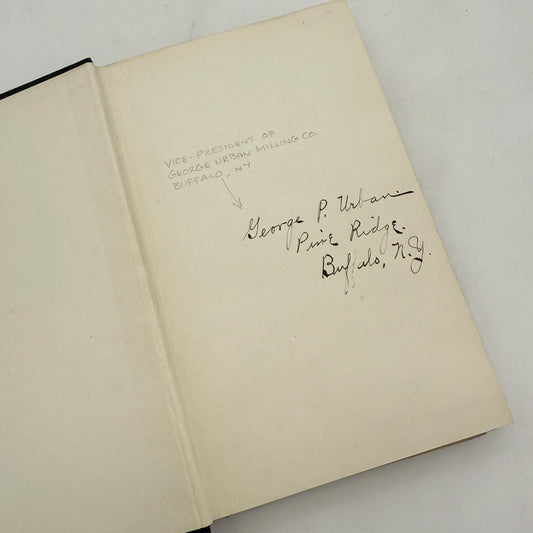 VICE-PRESIDENT OF
GEORGE URBAN MILLING CO.
BUFFALO, NY
George P. Urban
Pine Ridge.
Buffalo, N.Y.